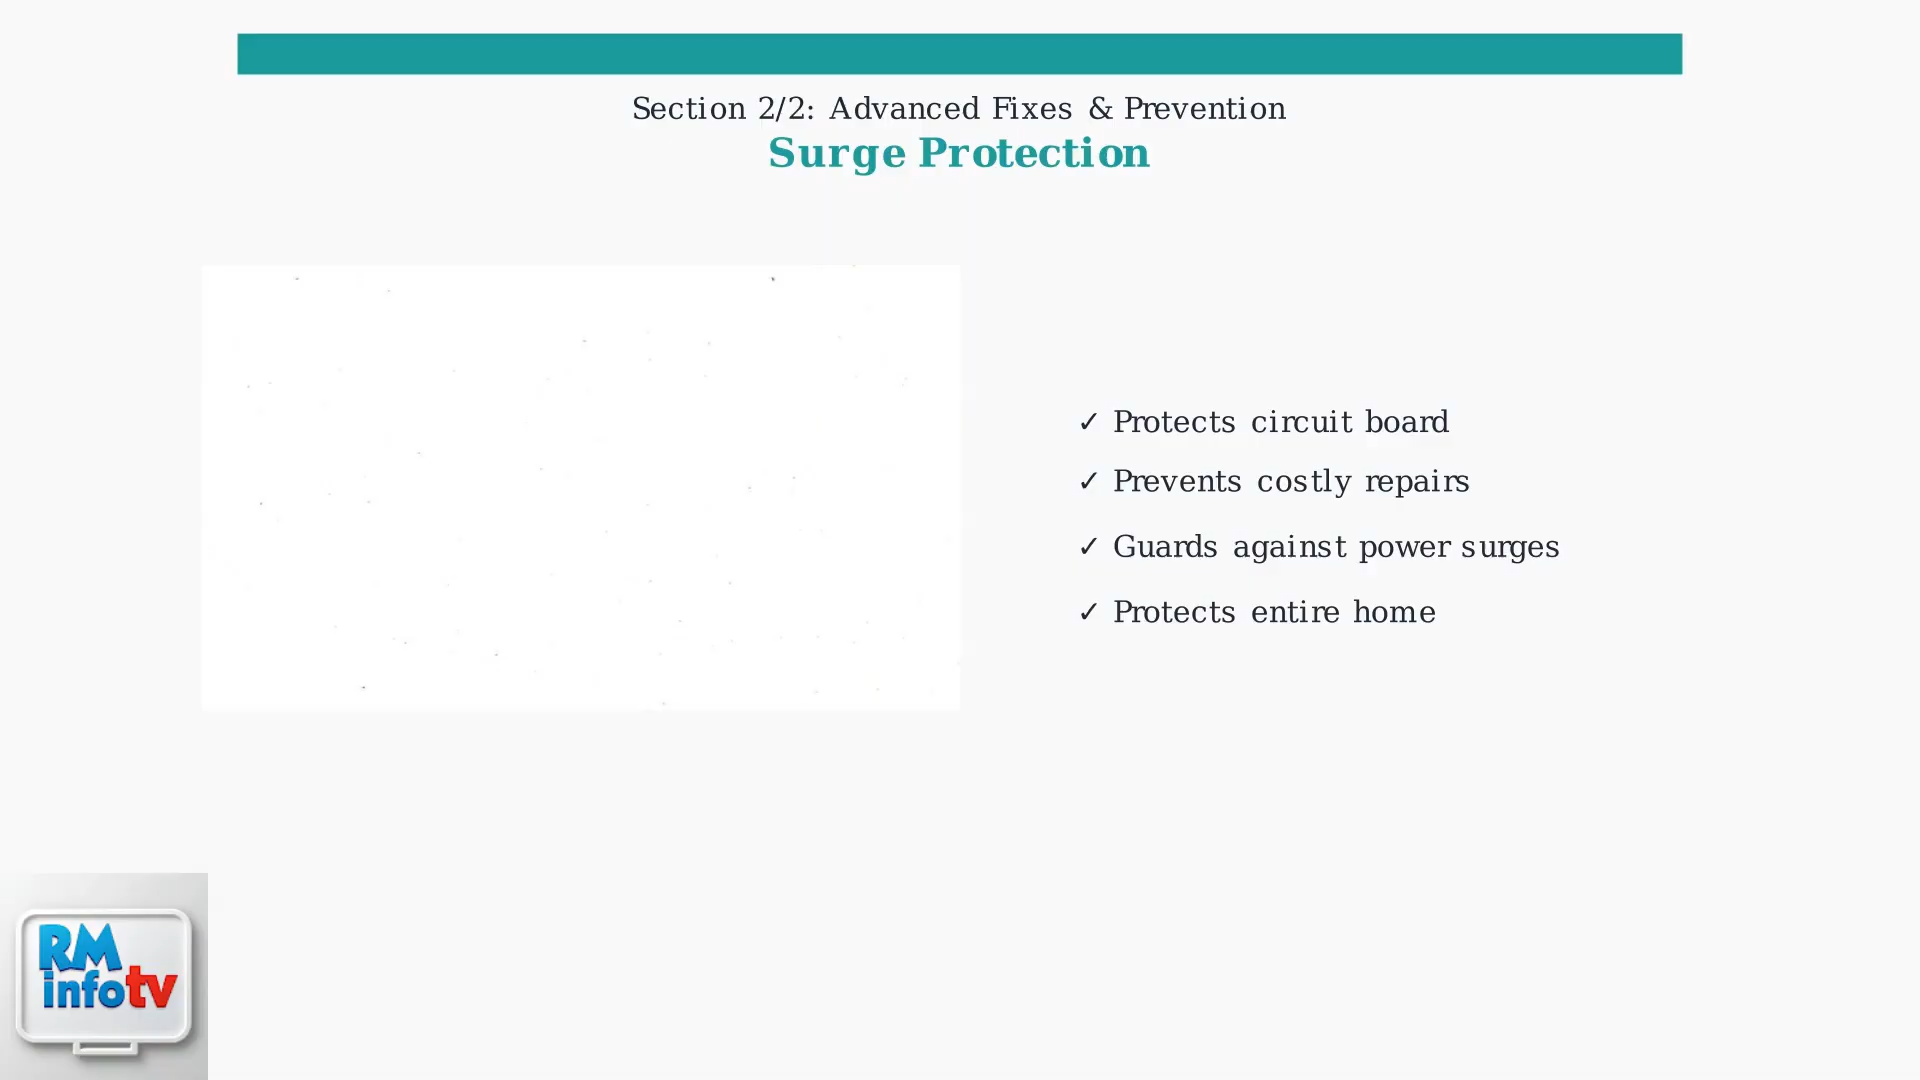 Section 2/2: Advanced Fixes & Prevention
Surge Protection
✓ Protects circuit board
✓ Prevents costly repairs
✓ Guards against power surges
✓ Protects entire home
RM
infotv